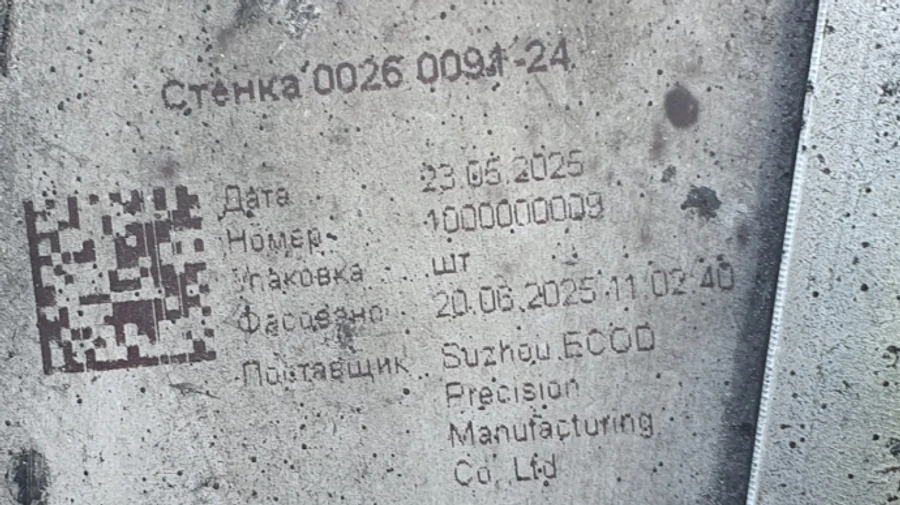 Стенка 0026 0091-24
Дата 23.05.2025
Номер 1000000009
Упаковка шт
Фасовано 20.06.2025 11:02:40
Поставщик Suzhou ECOD
Precision
Manufacturing
Co., Ltd